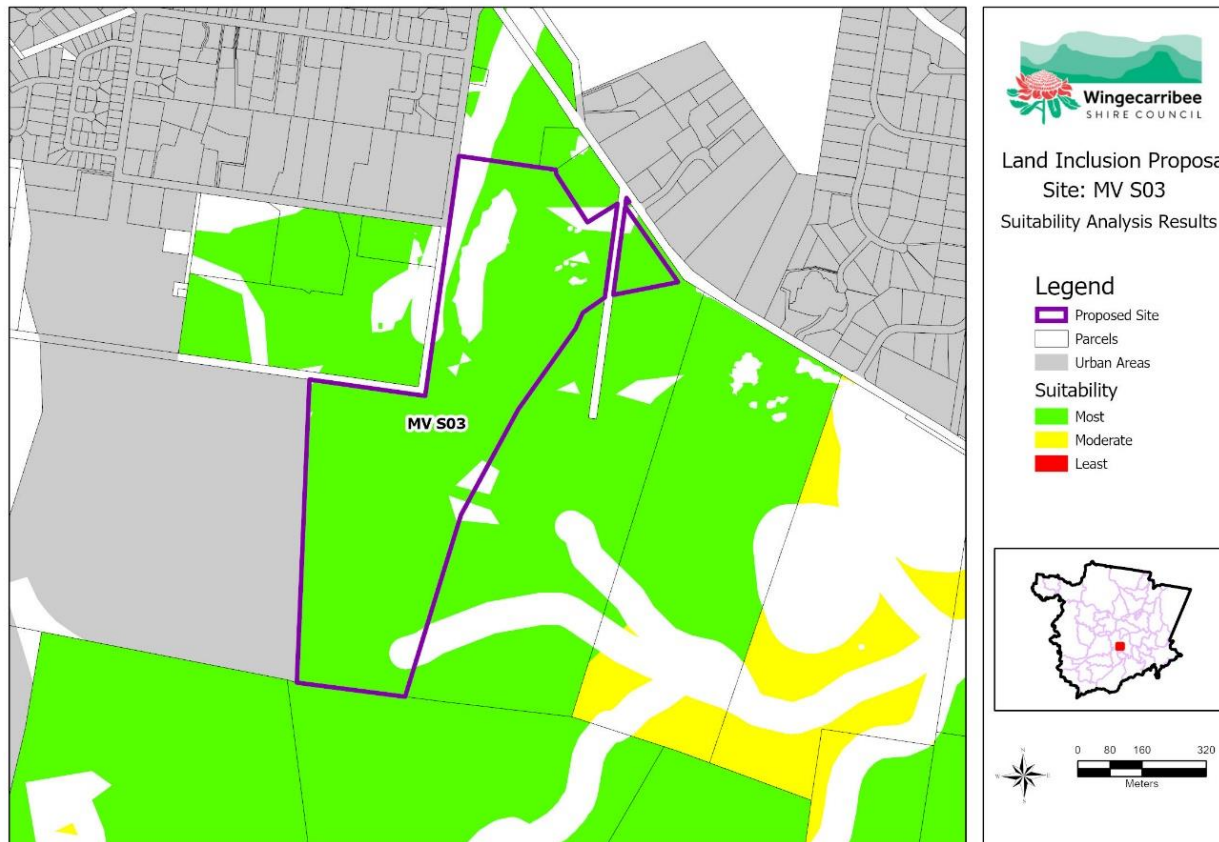 MV S03
Wingecarribee
SHIRE COUNCIL
Land Inclusion Proposa
Site: MV S03
Suitability Analysis Results
Legend
Proposed Site
Parcels
Urban Areas
Suitability
Most
Moderate
Least
N
W E
S
0 80 160 320
Meters